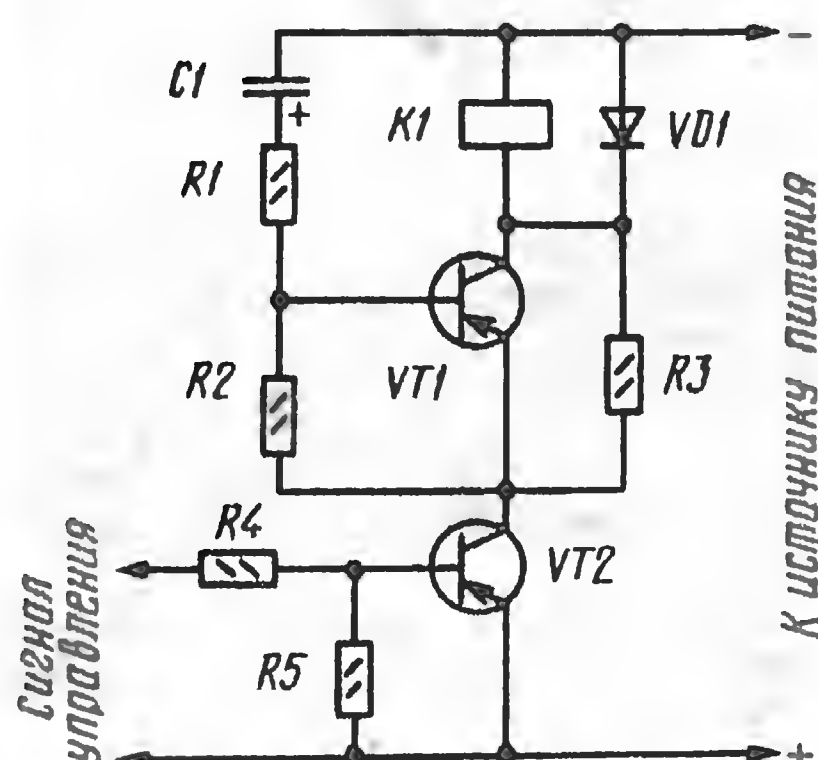 −
C1
+
K1
VD1
R1
R2
VT1
R3
К источнику питания
R4
VT2
Сигнал
управления
R5
+